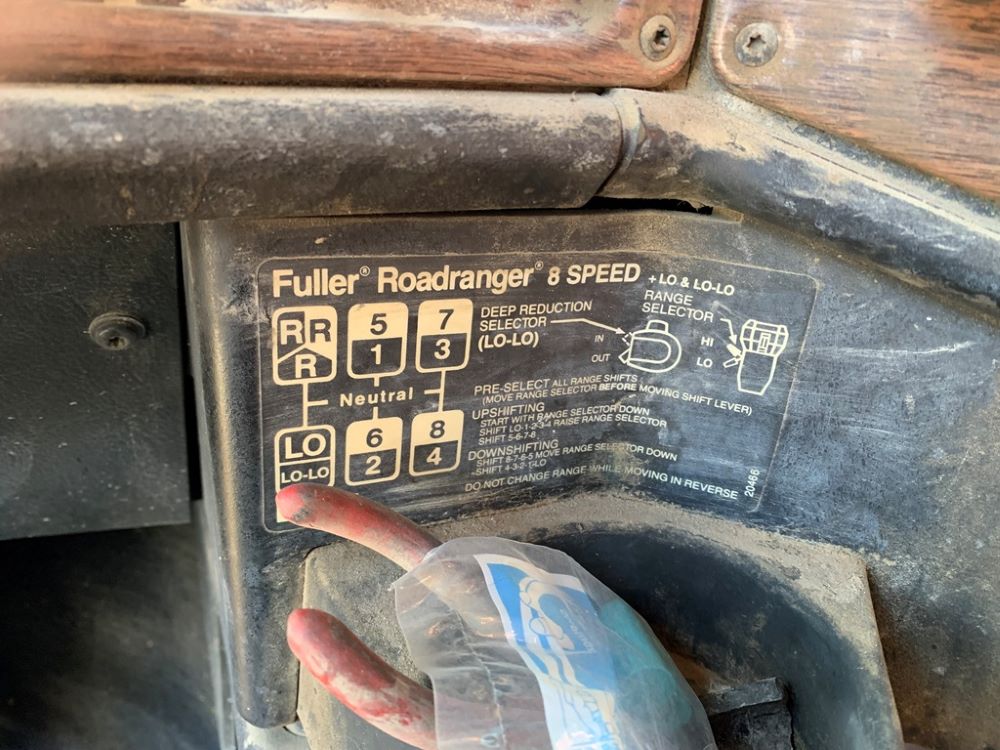 Fuller® Roadranger® 8 SPEED + LO & LO-LO
R R
R
5
1
7
3
DEEP REDUCTION
SELECTOR
(LO-LO)
IN
OUT
RANGE
SELECTOR
HI
LO
Neutral
LO
LO-LO
6
2
8
4
PRE-SELECT ALL RANGE SHIFTS
(MOVE RANGE SELECTOR BEFORE MOVING SHIFT LEVER)
UPSHIFTING
START WITH RANGE SELECTOR DOWN
SHIFT LO-1-2-3-4 RAISE RANGE SELECTOR
SHIFT 5-6-7-8
DOWNSHIFTING
SHIFT 8-7-6-5 MOVE RANGE SELECTOR DOWN
SHIFT 4-3-2-1-LO
DO NOT CHANGE RANGE WHILE MOVING IN REVERSE
20466